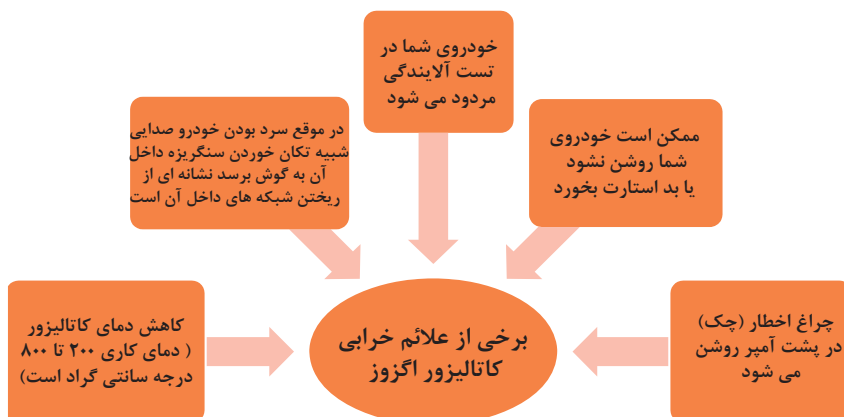 خودروی شما در
تست آلایندگی
مردود می شود
ممکن است خودروی
شما روشن نشود
یا بد استارت بخورد
در موقع سرد بودن خودرو صدایی
شبیه تکان خوردن سنگریزه داخل
آن به گوش برسد نشانه ای از
ریختن شبکه های داخل آن است
چراغ اخطار (چک)
در پشت آمپر روشن
می شود
برخی از علائم خرابی
کاتالیزور اگزوز
کاهش دمای کاتالیزور
( دمای کاری ۲۰۰ تا ۸۰۰
درجه سانتی گراد است)